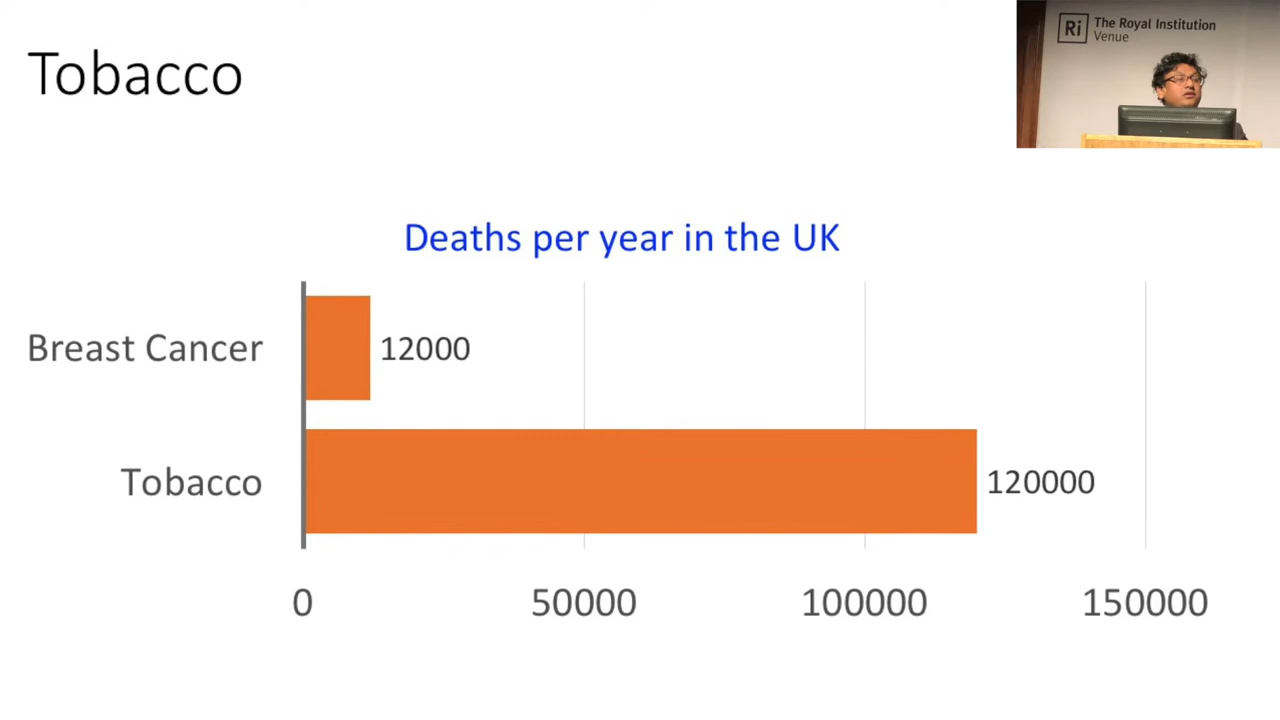 Tobacco
Ri
The Royal Institution
Venue
Deaths per year in the UK
Breast Cancer
12000
Tobacco
120000
0
50000
100000
150000